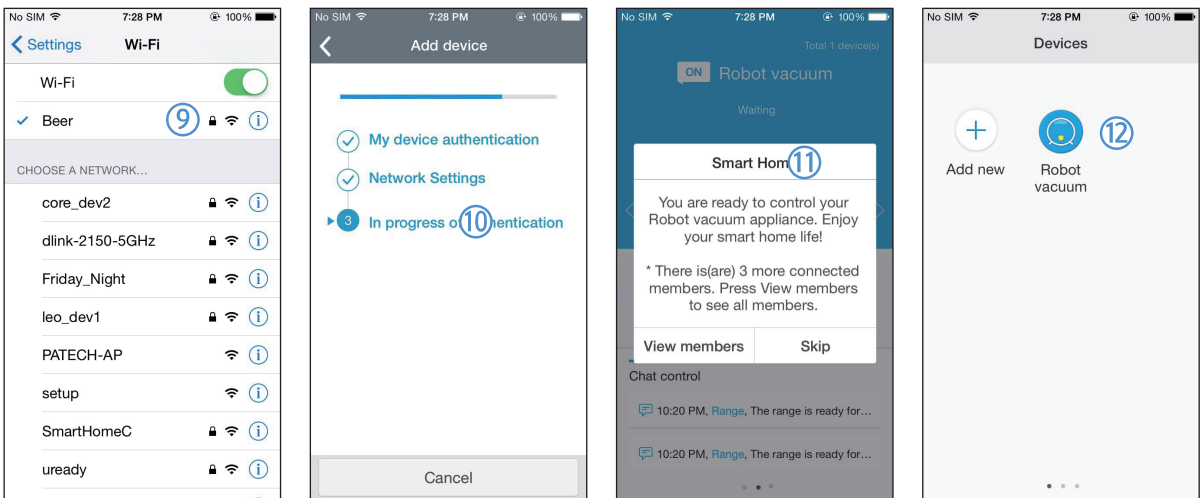 No SIM 7:28 PM 100%
Settings Wi-Fi
Wi-Fi
Beer ⑨
CHOOSE A NETWORK...
core_dev2
dlink-2150-5GHz
Friday_Night
leo_dev1
PATECH-AP
setup
SmartHomeC
uready
No SIM 7:28 PM 100%
Add device
My device authentication
Network Settings
3 In progress of ⑩hentication
Cancel
No SIM 7:28 PM 100%
Total 1 device(s)
ON Robot vacuum
Waiting
Smart Hom ⑪
You are ready to control your
Robot vacuum appliance. Enjoy
your smart home life!
* There is(are) 3 more connected
members. Press View members
to see all members.
View members Skip
Chat control
10:20 PM, Range, The range is ready for...
10:20 PM, Range, The range is ready for...
No SIM 7:28 PM 100%
Devices
Add new
Robot
vacuum
⑫